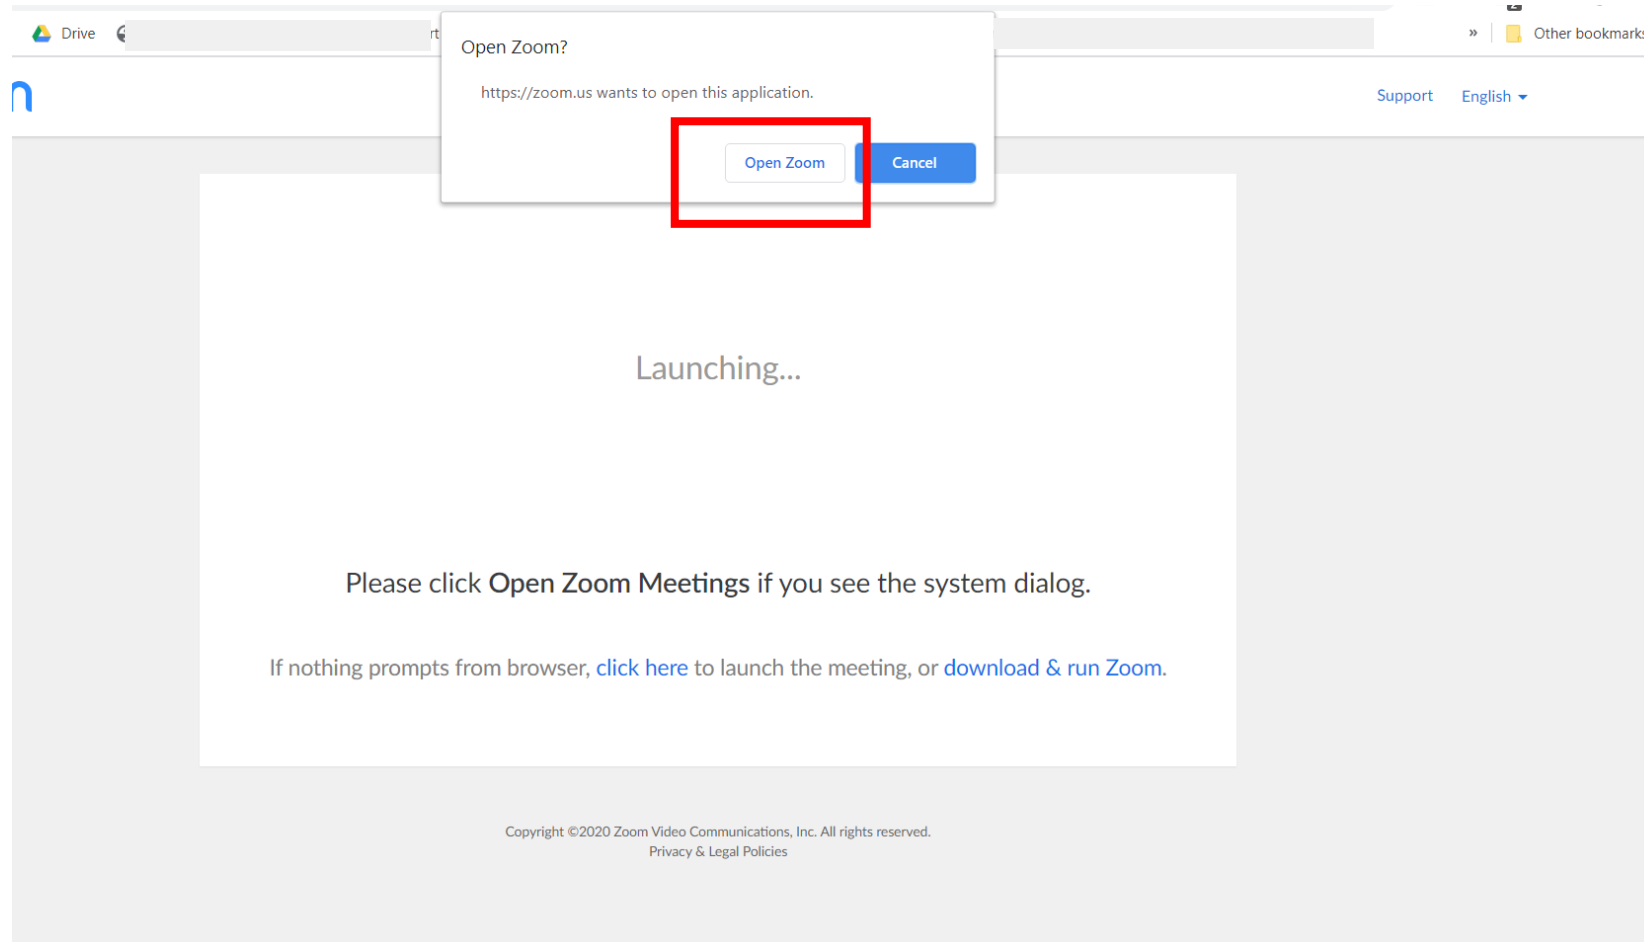 Drive
rt
»
Other bookmarks
Open Zoom?
https://zoom.us wants to open this application.
Open Zoom
Cancel
Support
English
Launching...
Please click Open Zoom Meetings if you see the system dialog.
If nothing prompts from browser, click here to launch the meeting, or download & run Zoom.
Copyright ©2020 Zoom Video Communications, Inc. All rights reserved.
Privacy & Legal Policies